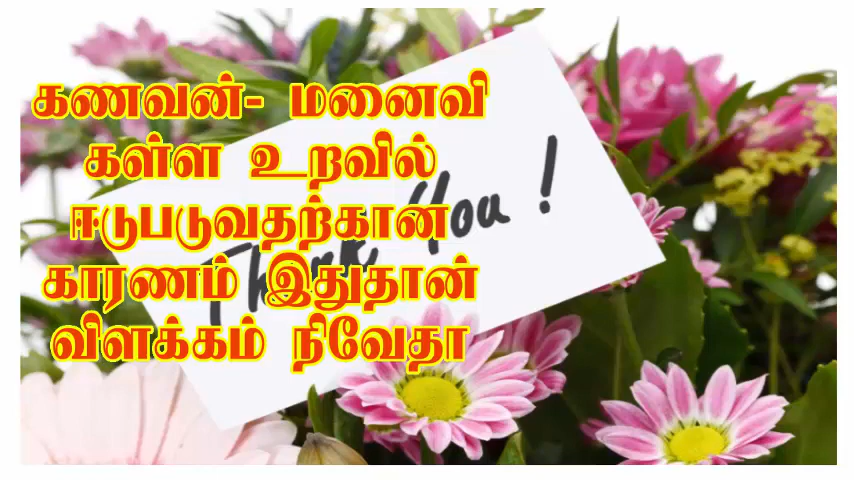 கணவன்- மனைவி
கள்ள உறவில்
ஈடுபடுவதற்கான
காரணம் இதுதான்
விளக்கம் நிவேதா
Thank You !